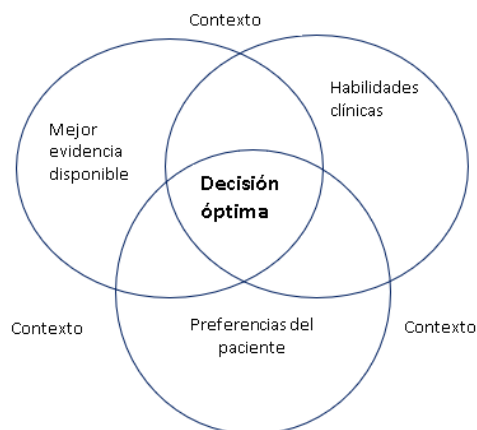 Contexto
Habilidades
clínicas
Mejor
evidencia
disponible
Decisión
óptima
Preferencias del
paciente
Contexto
Contexto